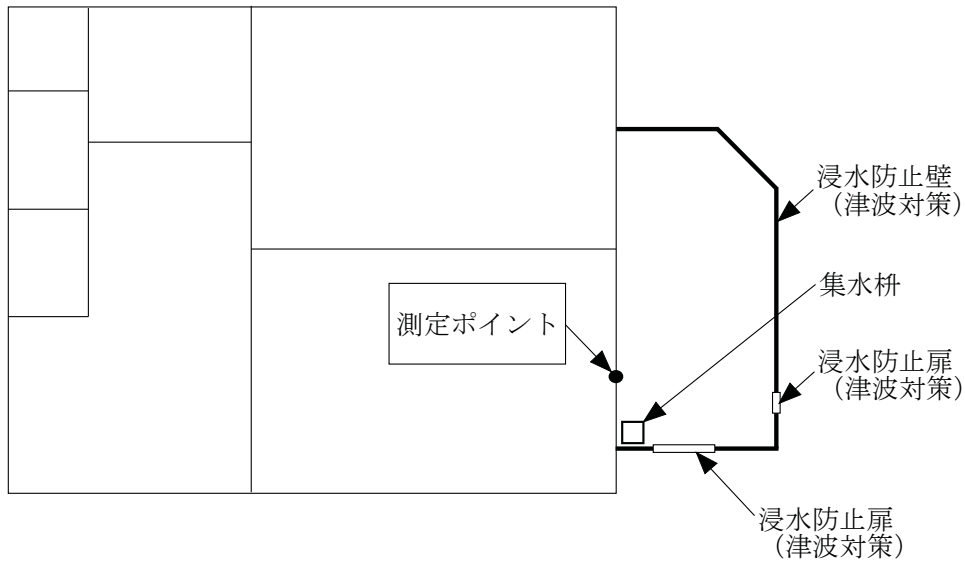 浸水防止壁
（津波対策）
集水枡
測定ポイント
浸水防止扉
（津波対策）
浸水防止扉
（津波対策）